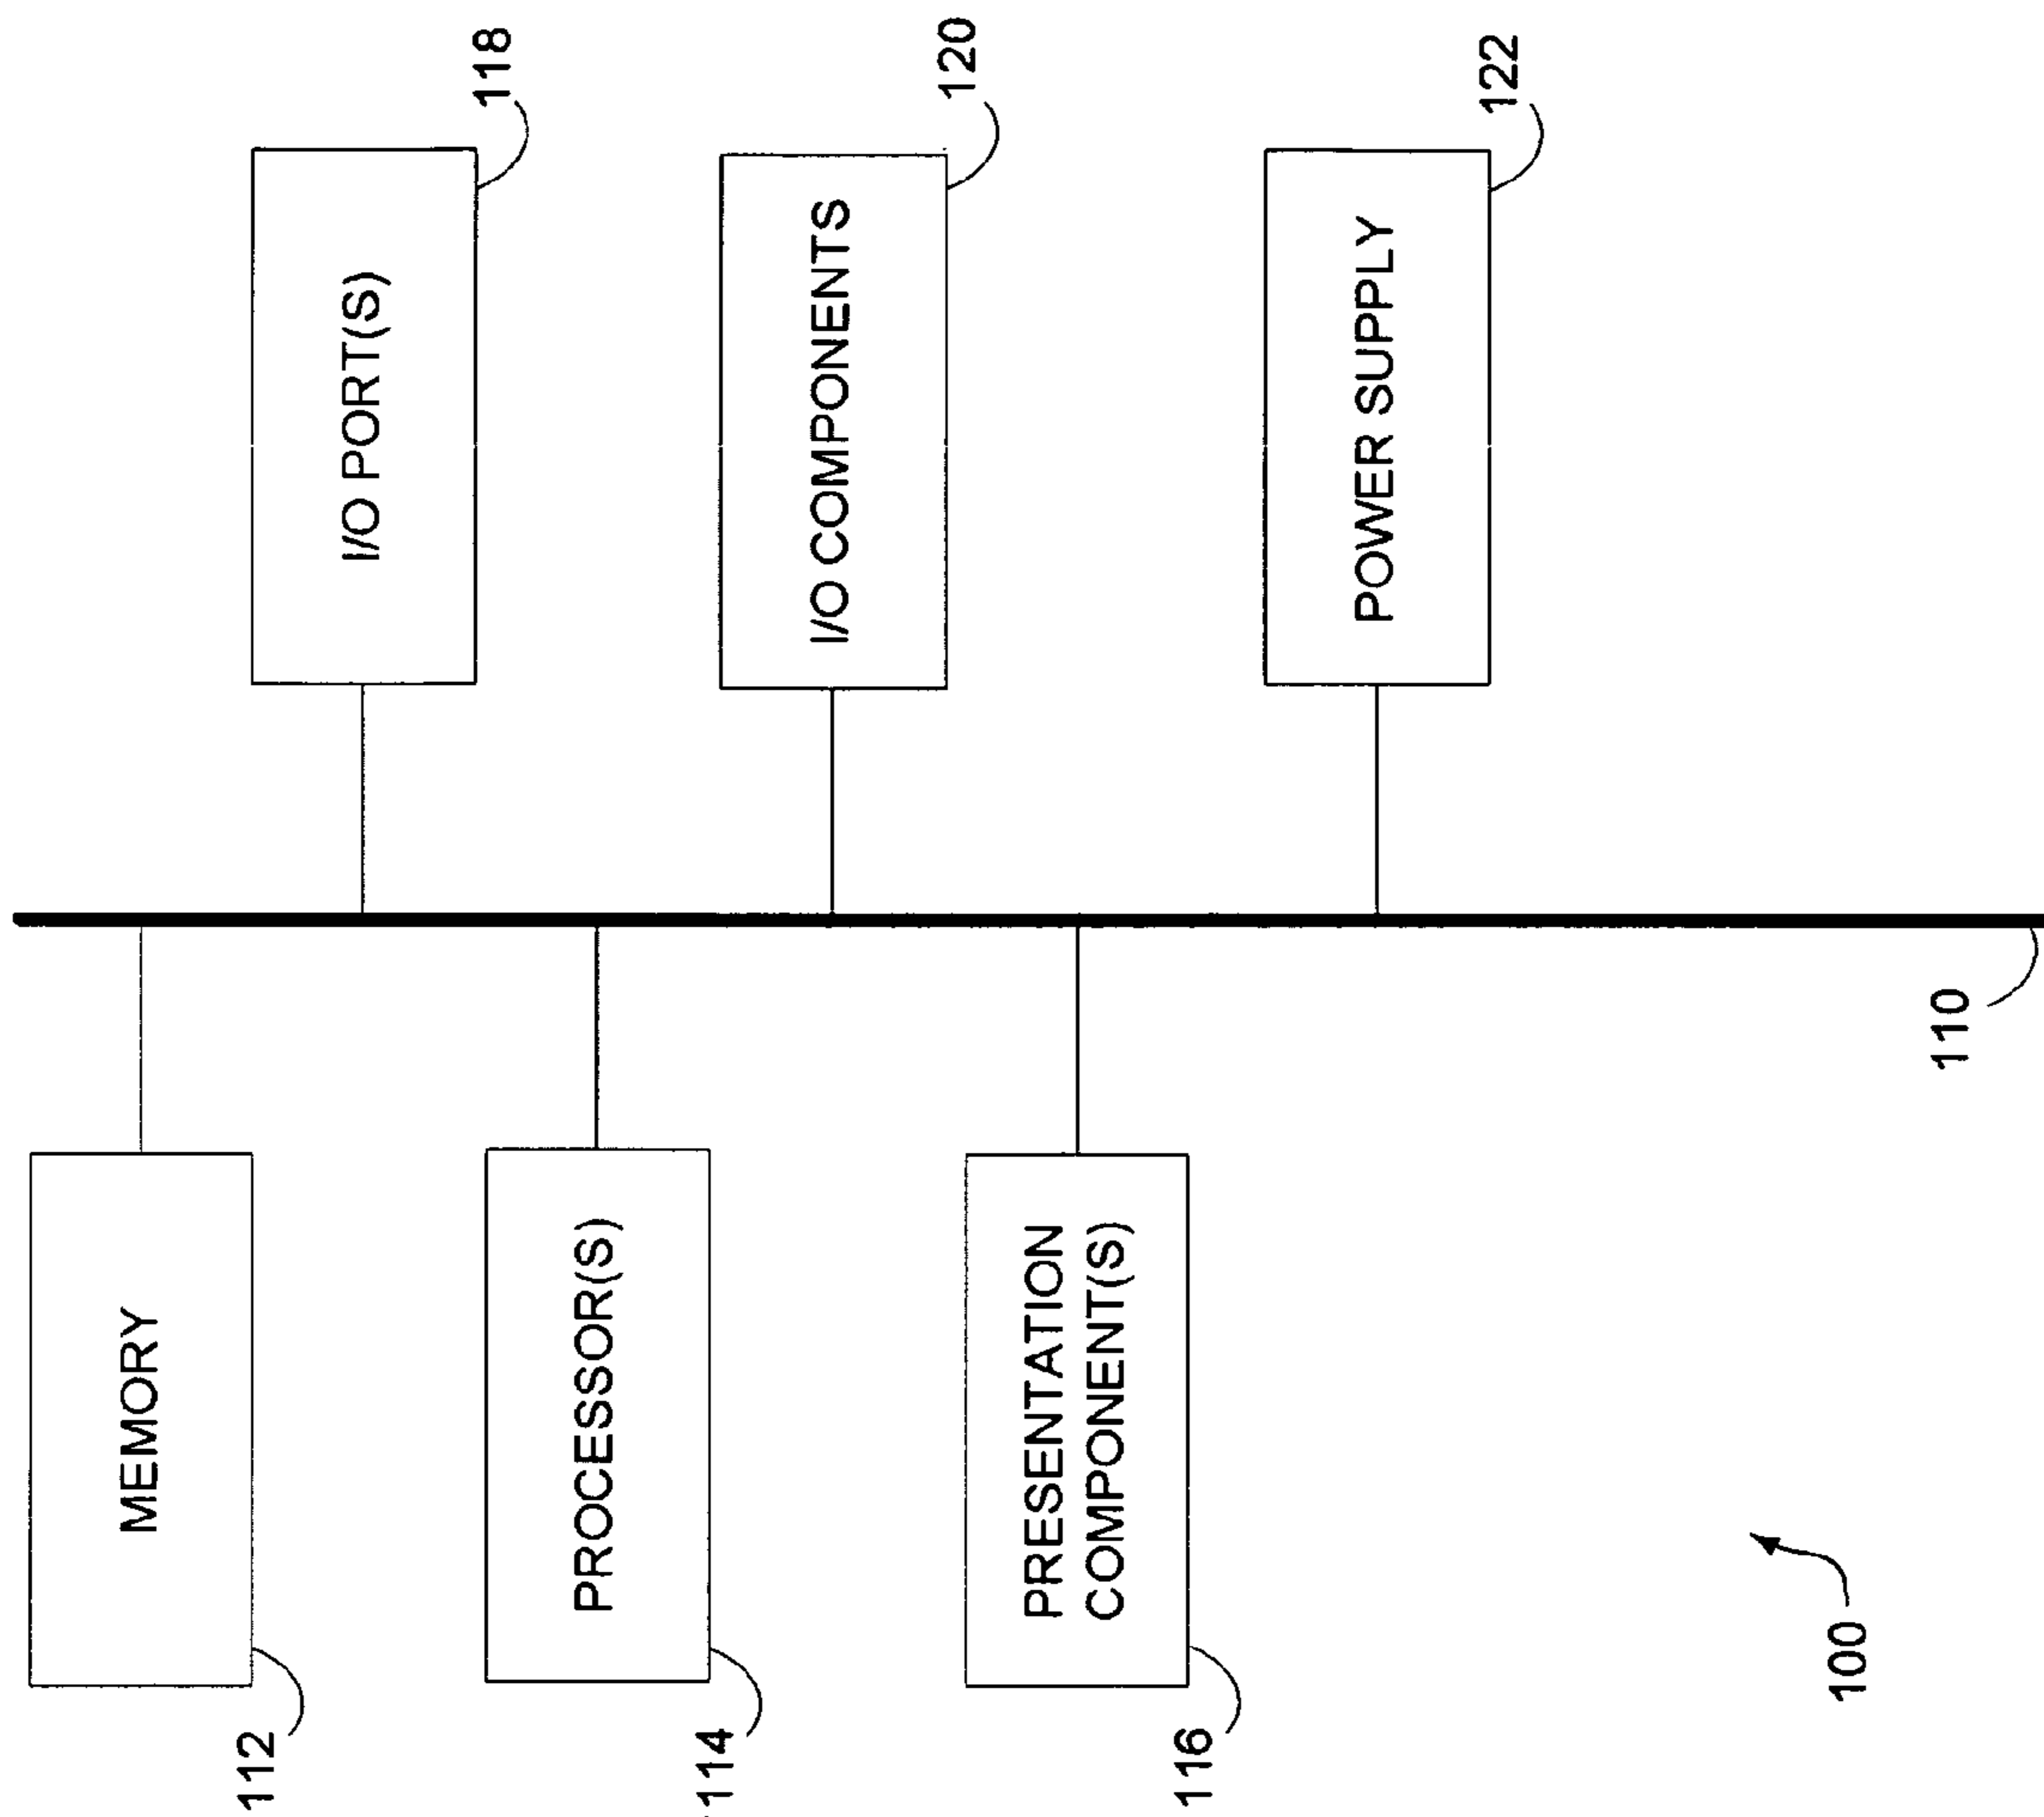 MEMORY
112
PROCESSOR(S)
114
PRESENTATION
COMPONENT(S)
116
I/O PORT(S)
118
I/O COMPONENTS
120
POWER SUPPLY
122
110
100